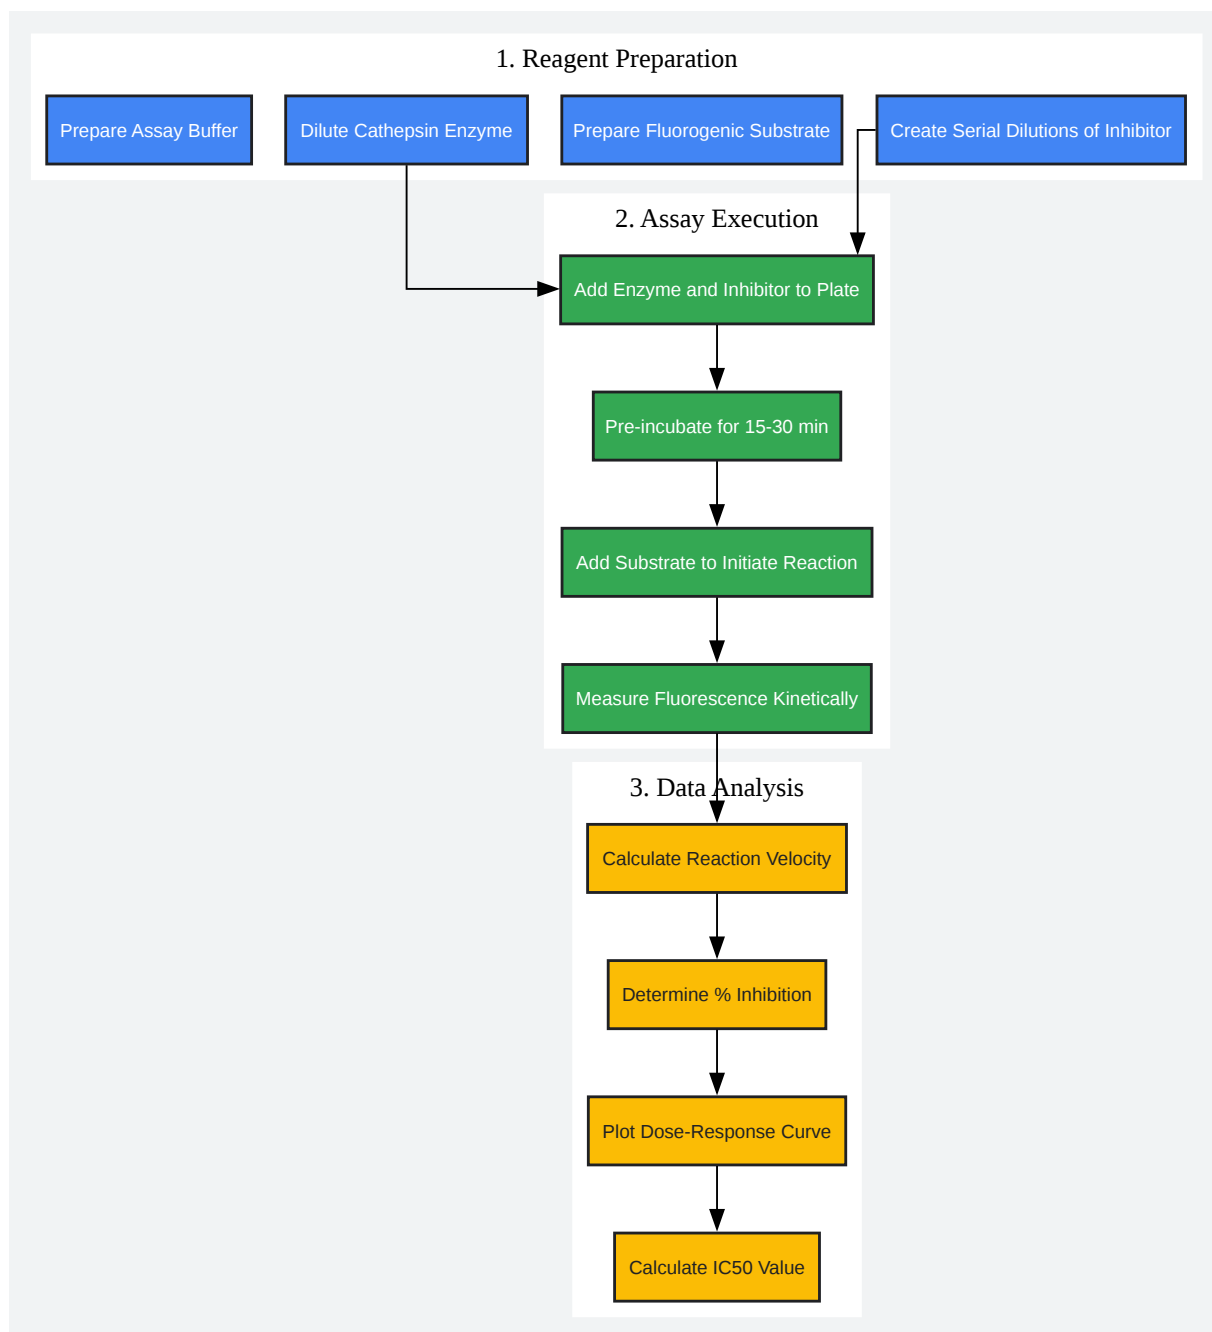 1. Reagent Preparation
Prepare Assay Buffer
Dilute Cathepsin Enzyme
Prepare Fluorogenic Substrate
Create Serial Dilutions of Inhibitor
2. Assay Execution
Add Enzyme and Inhibitor to Plate
Pre-incubate for 15-30 min
Add Substrate to Initiate Reaction
Measure Fluorescence Kinetically
3. Data Analysis
Calculate Reaction Velocity
Determine % Inhibition
Plot Dose-Response Curve
Calculate IC50 Value